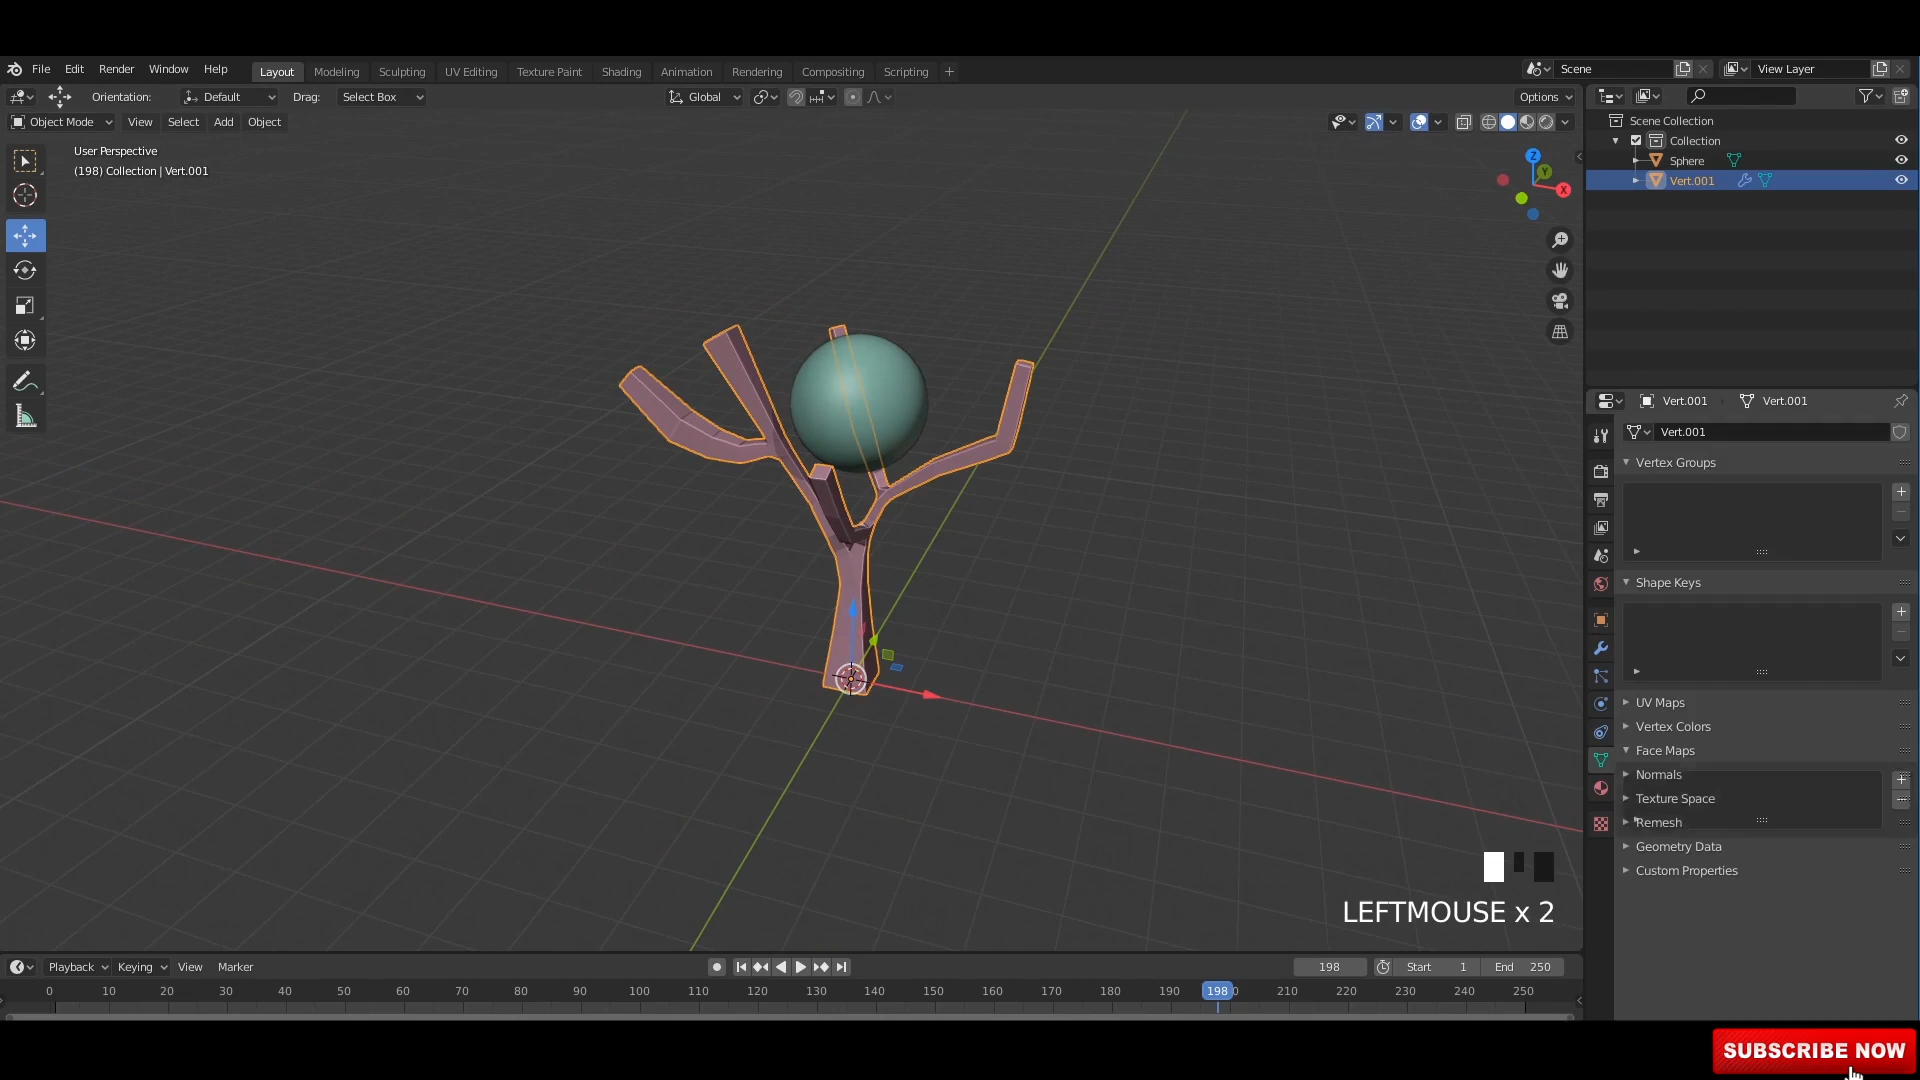 File Edit Render Window Help Layout Modeling Sculpting UV Editing Texture Paint Shading Animation Rendering Compositing Scripting + Scene View Layer
Orientation: Default Drag: Select Box Global Options
Object Mode View Select Add Object
User Perspective
(198) Collection | Vert.001
Z
Y
X
Scene Collection
Collection
Sphere
Vert.001
Vert.001 Vert.001
Vert.001
Vertex Groups
Shape Keys
UV Maps
Vertex Colors
Face Maps
Normals
Texture Space
Remesh
Geometry Data
Custom Properties
LEFTMOUSE x 2
Playback Keying View Marker 198 Start 1 End 250
0 10 20 30 40 50 60 70 80 90 100 110 120 130 140 150 160 170 180 190 198 210 220 230 240 250
SUBSCRIBE NOW